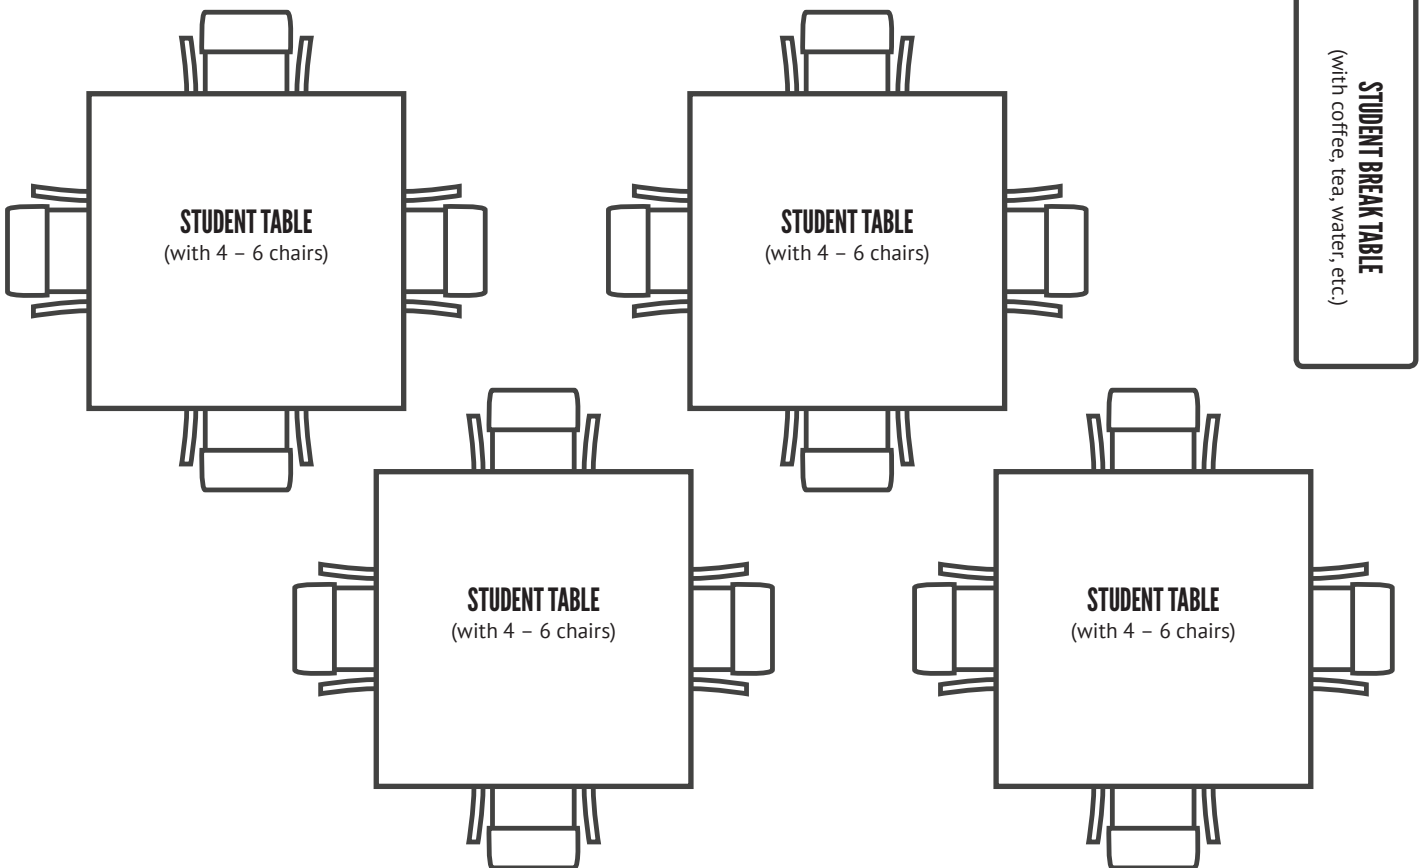 STUDENT TABLE
(with 4 – 6 chairs)
STUDENT TABLE
(with 4 – 6 chairs)
STUDENT BREAK TABLE
(with coffee, tea, water, etc.)
STUDENT TABLE
(with 4 – 6 chairs)
STUDENT TABLE
(with 4 – 6 chairs)